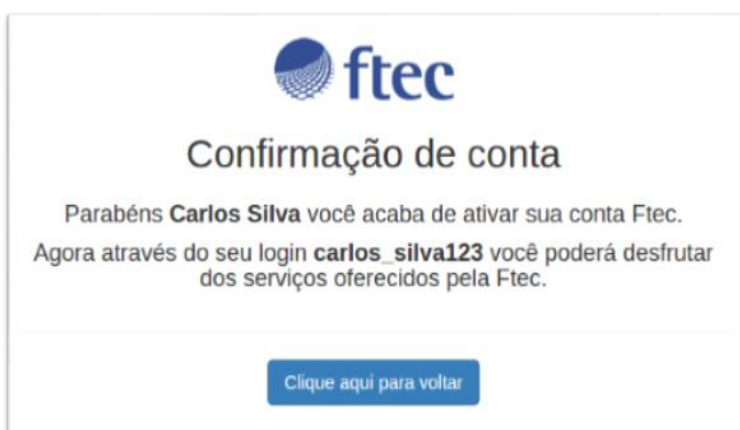 ftec
Confirmação de conta
Parabéns Carlos Silva você acaba de ativar sua conta Ftec.
Agora através do seu login carlos_silva123 você poderá desfrutar
dos serviços oferecidos pela Ftec.
Clique aqui para voltar